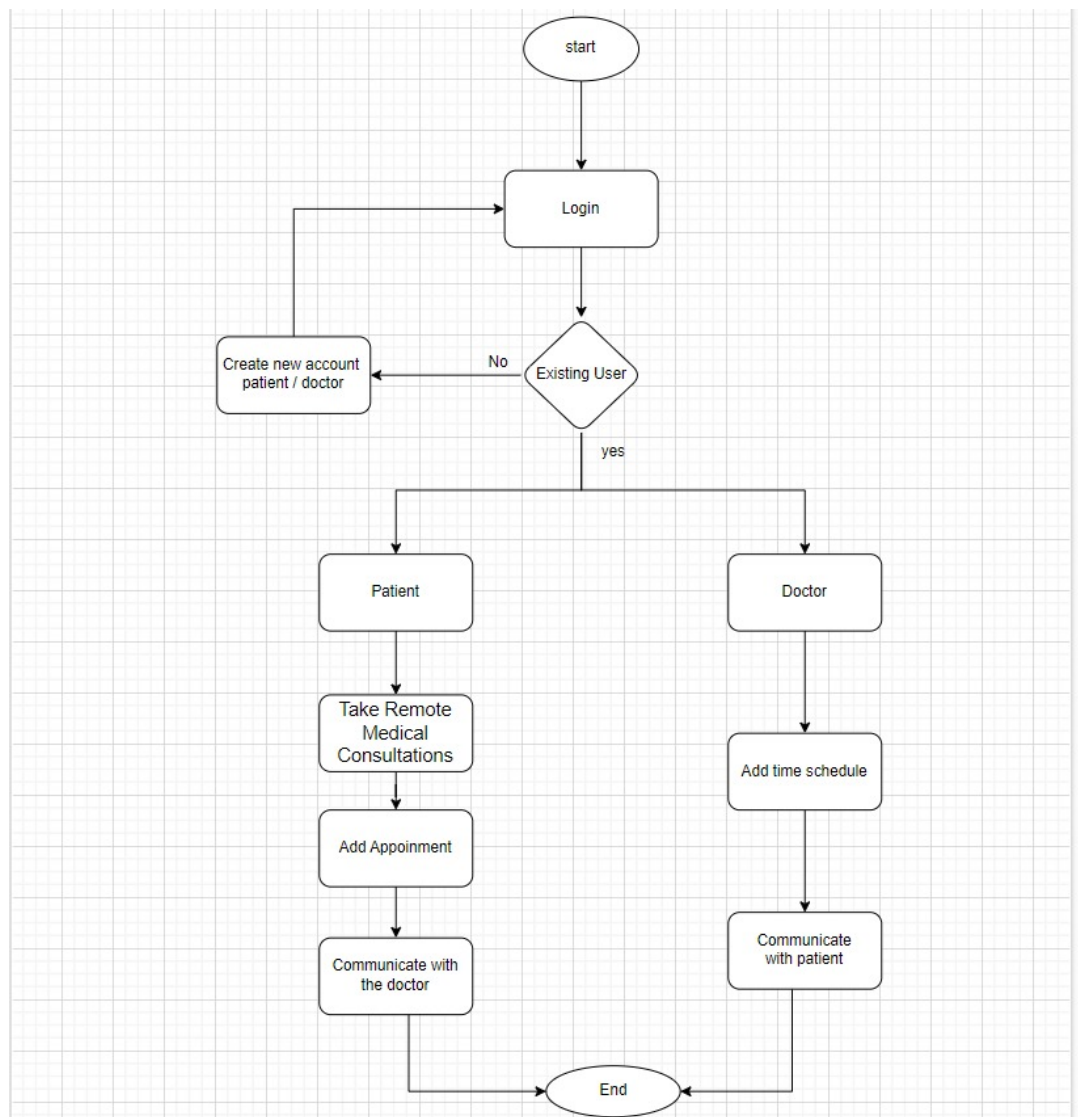 start
Login
No
Existing User
Create new account
patient / doctor
yes
Patient
Doctor
Take Remote
Medical
Consultations
Add time schedule
Add Appoinment
Communicate
with patient
Communicate with
the doctor
End